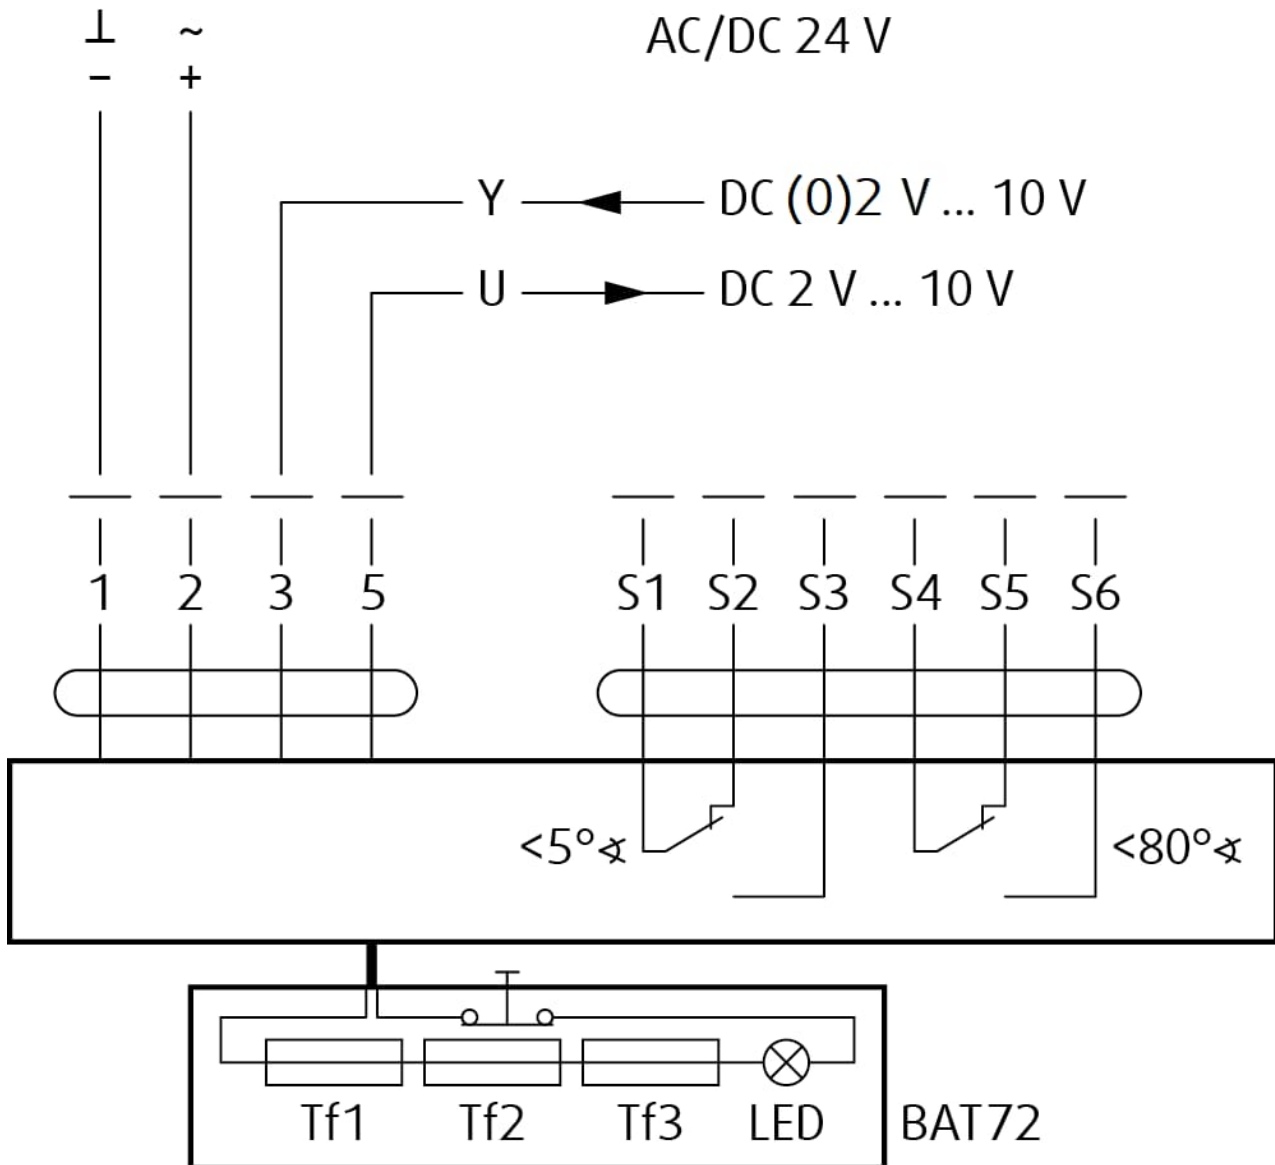 ⊥ ~ AC/DC 24 V
− +
Y DC (0)2 V ... 10 V
U DC 2 V ... 10 V
1 2 3 5 S1 S2 S3 S4 S5 S6
<5°∢ <80°∢
Tf1 Tf2 Tf3 LED BAT72